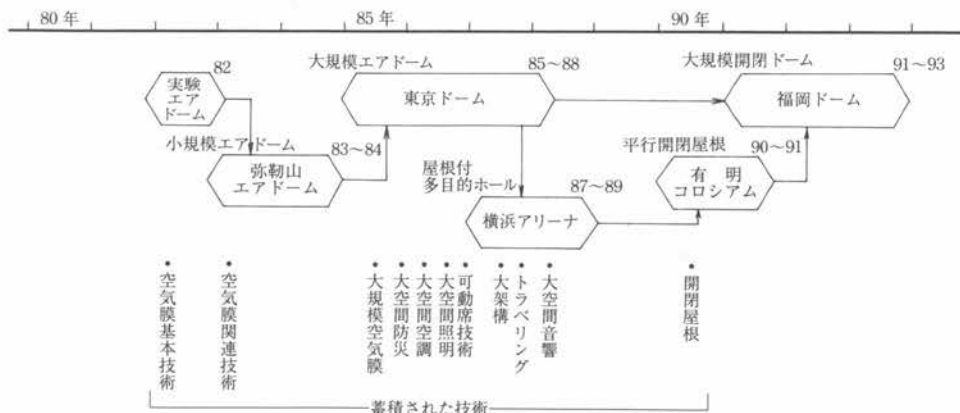 80年
85年
90年
82
実験
エア
ドーム
小規模エアドーム
83〜84
弥勒山
エアドーム
大規模エアドーム
85〜88
東京ドーム
屋根付
多目的ホール
87〜89
横浜アリーナ
大規模開閉ドーム
91〜93
福岡ドーム
平行開閉屋根
90〜91
有明
コロシアム
・空気膜基本技術
・空気膜関連技術
・大規模空気膜
・大空間防災
・大空間空調
・大空間照明
・可動席技術
・大架構
・トラベリング
・大空間音響
・開閉屋根
蓄積された技術